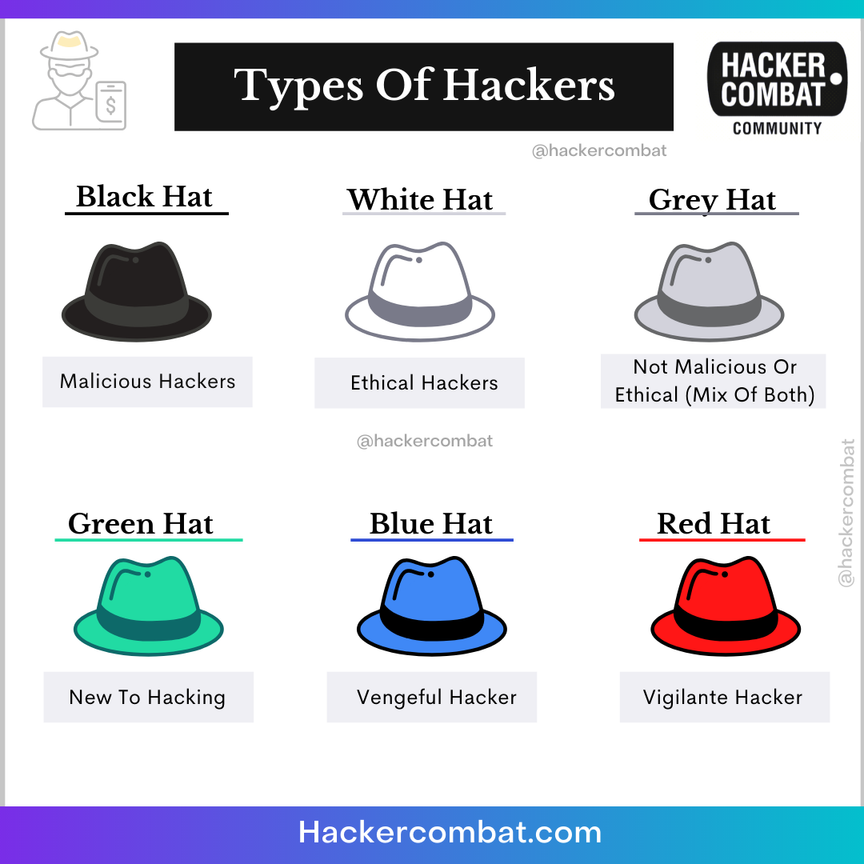 Types Of Hackers
HACKER
COMBAT
COMMUNITY
@hackercombat
Black Hat
White Hat
Grey Hat
Malicious Hackers
Ethical Hackers
Not Malicious Or
Ethical (Mix Of Both)
@hackercombat
@hackercombat
Green Hat
Blue Hat
Red Hat
New To Hacking
Vengeful Hacker
Vigilante Hacker
Hackercombat.com
$